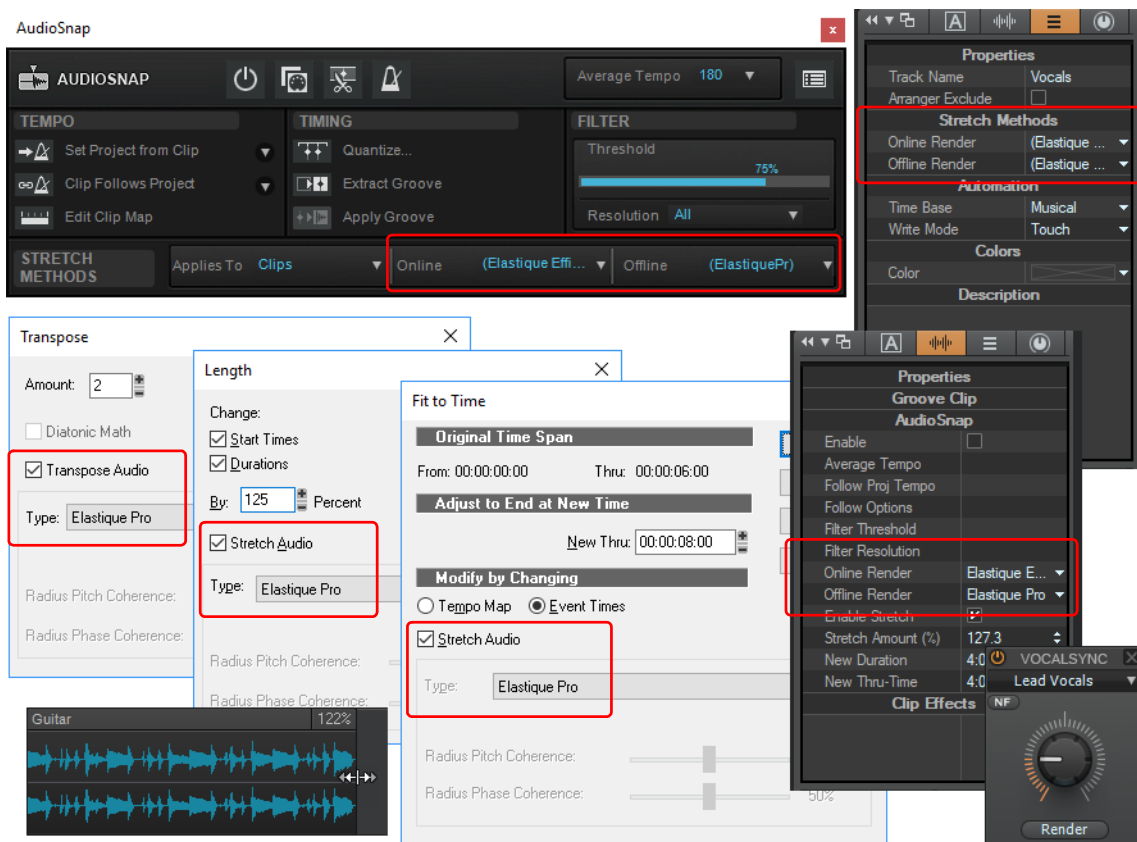 AudioSnap
x
AUDIOSNAP
Average Tempo 180
TEMPO
Set Project from Clip
Clip Follows Project
Edit Clip Map
TIMING
Quantize...
Extract Groove
Apply Groove
FILTER
Threshold
75%
Resolution All
STRETCH
METHODS
Applies To Clips
Online (Elastique Effi...
Offline (ElastiquePr)
A
Properties
Track Name Vocals
Arranger Exclude
Stretch Methods
Online Render (Elastique ...
Offline Render (Elastique ...
Automation
Time Base Musical
Write Mode Touch
Colors
Color
Description
Transpose
Amount: 2
Diatonic Math
Transpose Audio
Type: Elastique Pro
Radius Pitch Coherence:
Radius Phase Coherence:
Length
Change:
Start Times
Durations
By: 125 Percent
Stretch Audio
Type: Elastique Pro
Radius Pitch Coherence:
Radius Phase Coherence:
Fit to Time
Original Time Span
From: 00:00:00:00 Thru: 00:00:06:00
Adjust to End at New Time
New Thru: 00:00:08:00
Modify by Changing
Tempo Map Event Times
Stretch Audio
Type: Elastique Pro
Radius Pitch Coherence:
Radius Phase Coherence:
50%
A
Properties
Groove Clip
AudioSnap
Enable
Average Tempo
Follow Proj Tempo
Follow Options
Filter Threshold
Filter Resolution
Online Render Elastique E...
Offline Render Elastique Pro
Enable Stretch
Stretch Amount (%) 127.3
New Duration 4:0
New Thru-Time 4:0
Clip Effects
Guitar 122%
VOCALSYNC X
Lead Vocals
NF
Render